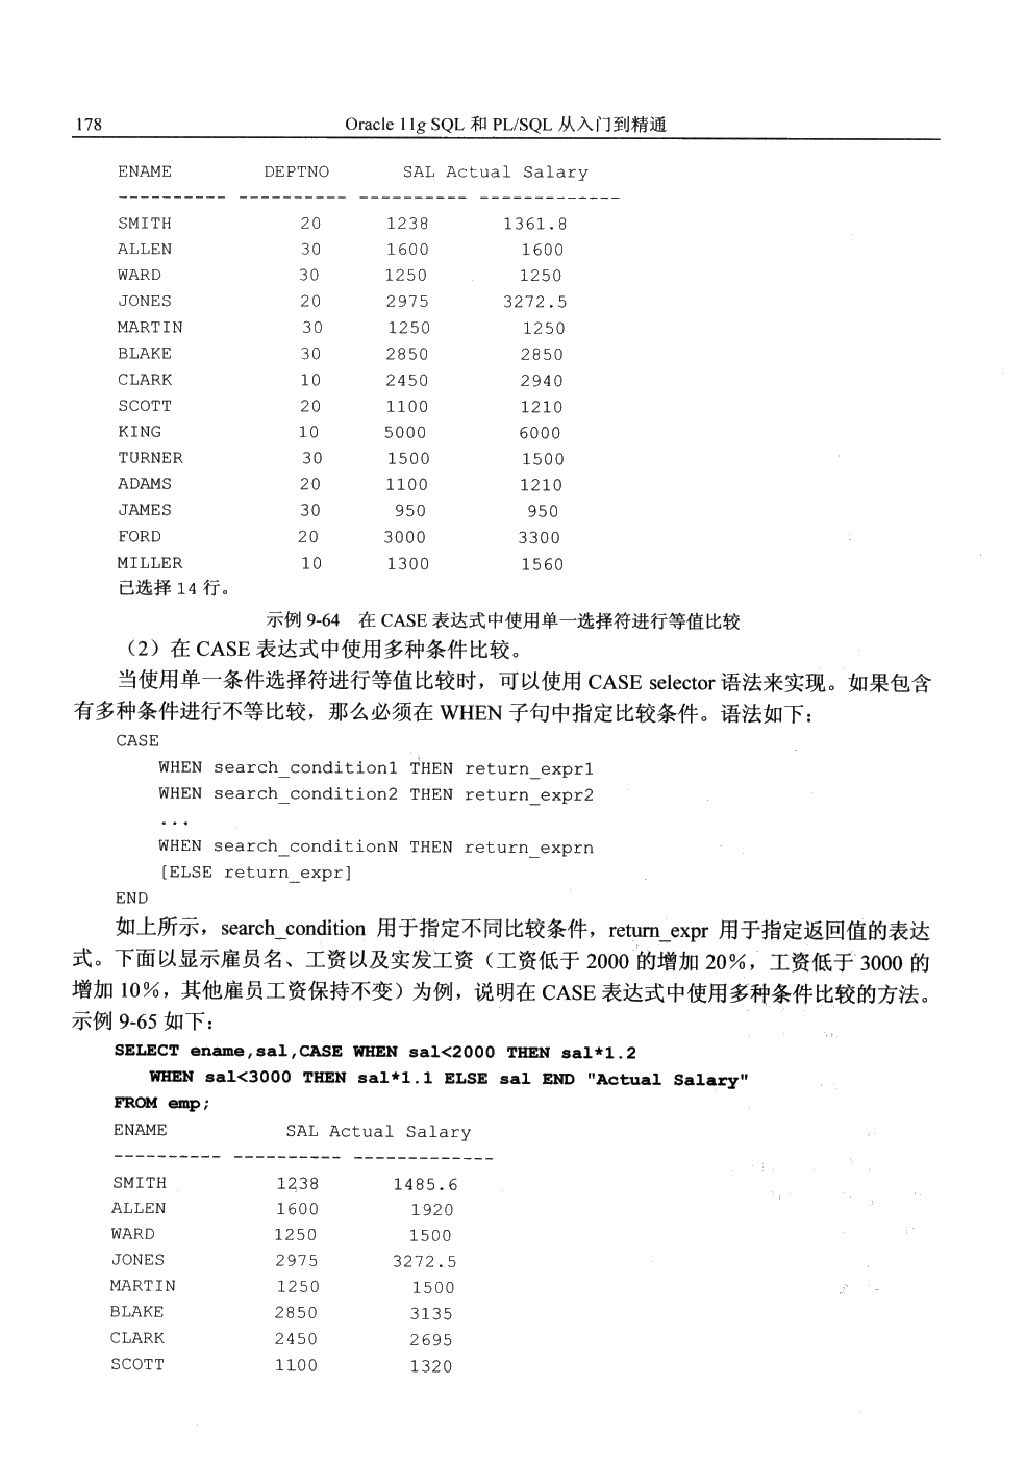 178 Oracle 11g SQL 和 PL/SQL 从入门到精通
ENAME DEPTNO SAL Actual Salary
---------- ---------- ---------- -------------
SMITH 20 1238 1361.8
ALLEN 30 1600 1600
WARD 30 1250 1250
JONES 20 2975 3272.5
MARTIN 30 1250 1250
BLAKE 30 2850 2850
CLARK 10 2450 2940
SCOTT 20 1100 1210
KING 10 5000 6000
TURNER 30 1500 1500
ADAMS 20 1100 1210
JAMES 30 950 950
FORD 20 3000 3300
MILLER 10 1300 1560
已选择 14 行。
示例 9-64 在 CASE 表达式中使用单一选择符进行等值比较
（2）在 CASE 表达式中使用多种条件比较。
当使用单一条件选择符进行等值比较时，可以使用 CASE selector 语法来实现。如果包含
有多种条件进行不等比较，那么必须在 WHEN 子句中指定比较条件。语法如下：
CASE
WHEN search_condition1 THEN return_expr1
WHEN search_condition2 THEN return_expr2
...
WHEN search_conditionN THEN return_exprn
[ELSE return_expr]
END
如上所示，search_condition 用于指定不同比较条件，return_expr 用于指定返回值的表达
式。下面以显示雇员名、工资以及实发工资（工资低于 2000 的增加 20%，工资低于 3000 的
增加 10%，其他雇员工资保持不变）为例，说明在 CASE 表达式中使用多种条件比较的方法。
示例 9-65 如下：
SELECT ename,sal,CASE WHEN sal<2000 THEN sal*1.2
WHEN sal<3000 THEN sal*1.1 ELSE sal END "Actual Salary"
FROM emp;
ENAME SAL Actual Salary
---------- ---------- -------------
SMITH 1238 1485.6
ALLEN 1600 1920
WARD 1250 1500
JONES 2975 3272.5
MARTIN 1250 1500
BLAKE 2850 3135
CLARK 2450 2695
SCOTT 1100 1320